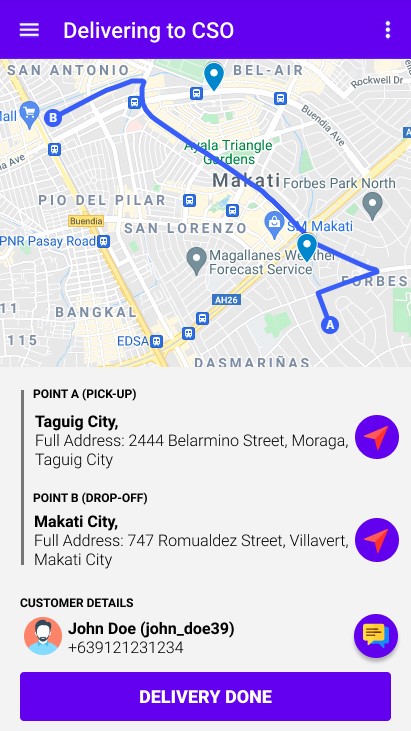 Delivering to CSO
SAN ANTONIO
BEL-AIR
Rockwell Dr
Mall
B
Ayala Triangle
Gardens
Buendia Ave
Makati
Forbes Park North
PIO DEL PILAR
Buendia
SAN LORENZO
SM Makati
PNR Pasay Road
Magallanes Weather
Forecast Service
FORBES
AH26
BANGKAL
A
115
EDSA
DASMARIÑAS
POINT A (PICK-UP)
Taguig City,
Full Address: 2444 Belarmino Street, Moraga,
Taguig City
POINT B (DROP-OFF)
Makati City,
Full Address: 747 Romualdez Street, Villavert,
Makati City
CUSTOMER DETAILS
John Doe (john_doe39)
+639121231234
DELIVERY DONE